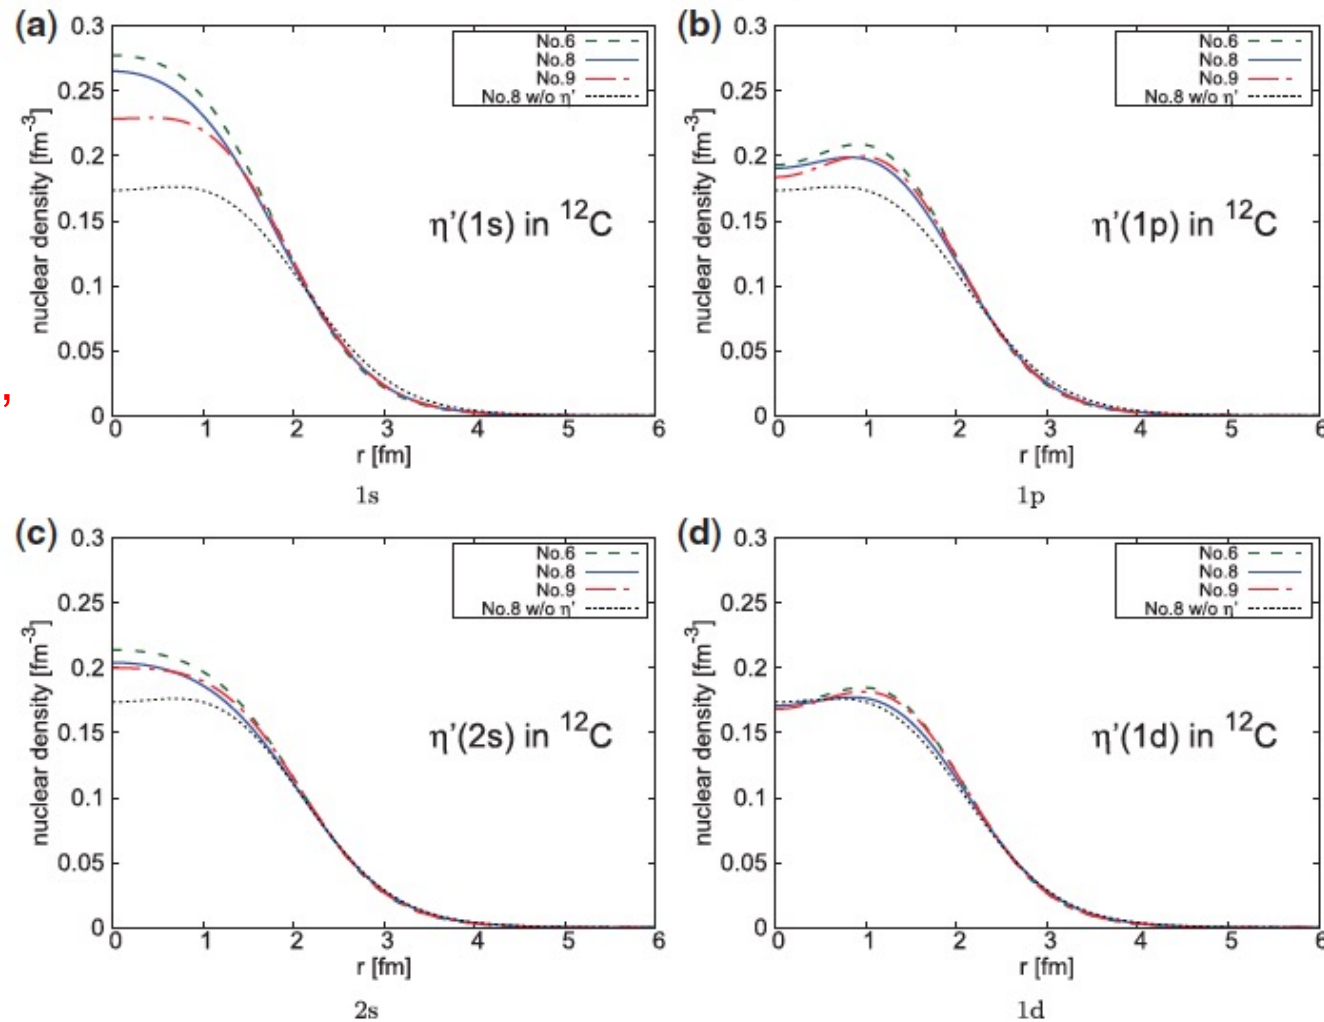 (a)
0.3
0.25
0.2
0.15
0.1
0.05
0
nuclear density [fm⁻³]
No.6
No.8
No.9
No.8 w/o η'
η'(1s) in ¹²C
0 1 2 3 4 5 6
r [fm]
1s
(b)
0.3
0.25
0.2
0.15
0.1
0.05
0
nuclear density [fm⁻³]
No.6
No.8
No.9
No.8 w/o η'
η'(1p) in ¹²C
0 1 2 3 4 5 6
r [fm]
1p
,
(c)
0.3
0.25
0.2
0.15
0.1
0.05
0
nuclear density [fm⁻³]
No.6
No.8
No.9
No.8 w/o η'
η'(2s) in ¹²C
0 1 2 3 4 5 6
r [fm]
2s
(d)
0.3
0.25
0.2
0.15
0.1
0.05
0
nuclear density [fm⁻³]
No.6
No.8
No.9
No.8 w/o η'
η'(1d) in ¹²C
0 1 2 3 4 5 6
r [fm]
1d